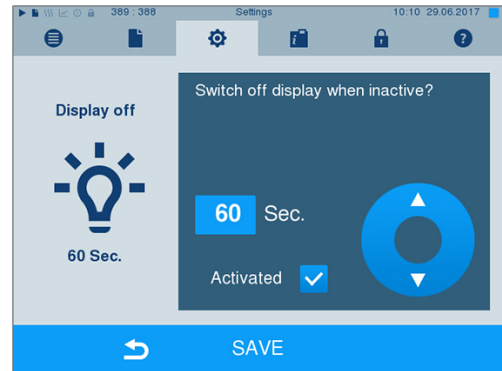 389 : 388 Settings 10:10 29.06.2017
Display off
60 Sec.
Switch off display when inactive?
60 Sec.
Activated
SAVE